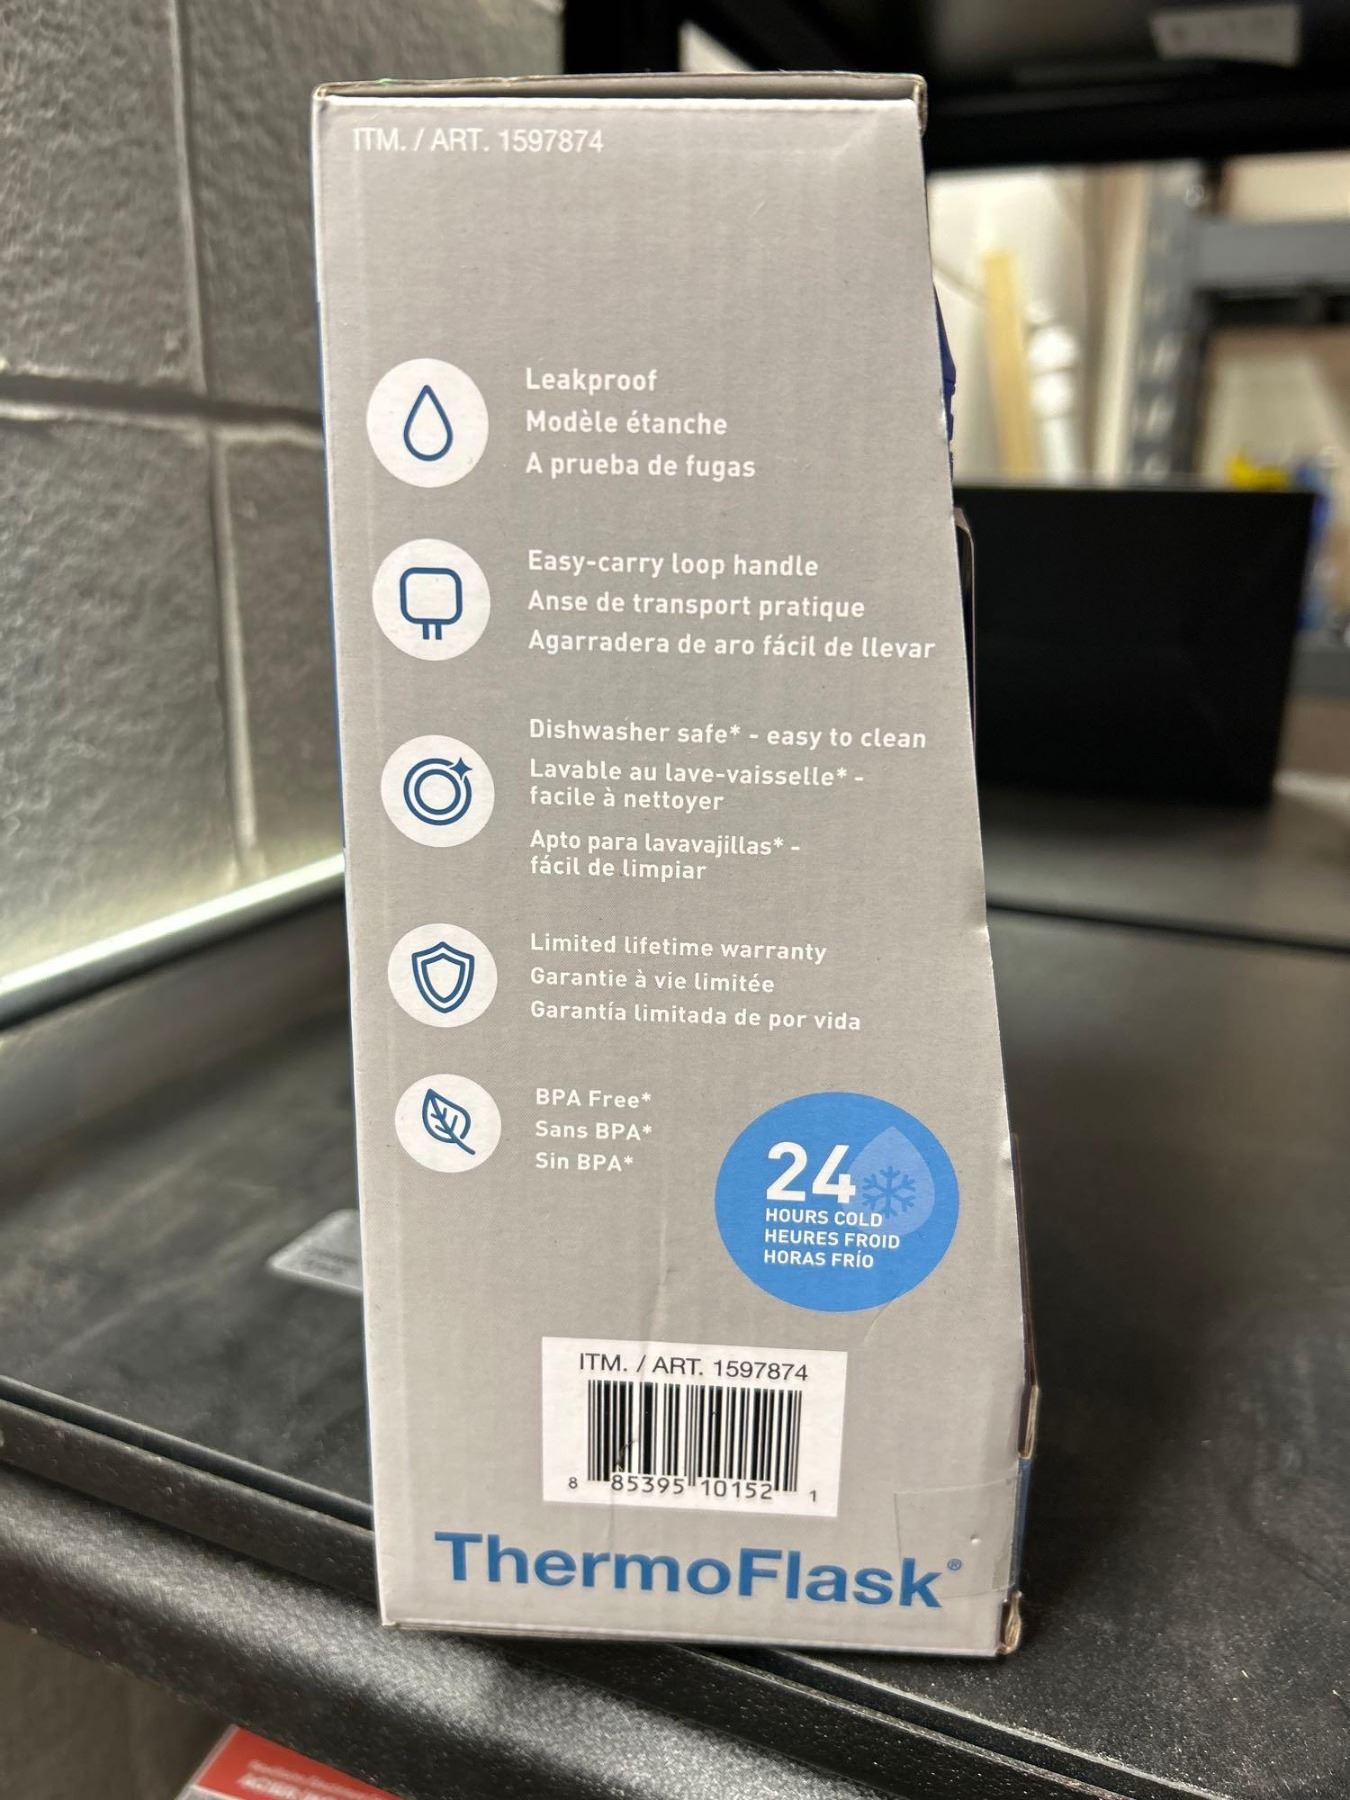 ITM. / ART. 1597874
Leakproof
Modèle étanche
A prueba de fugas
Easy-carry loop handle
Anse de transport pratique
Agarradera de aro fácil de llevar
Dishwasher safe* - easy to clean
Lavable au lave-vaisselle* -
facile à nettoyer
Apto para lavavajillas* -
fácil de limpiar
Limited lifetime warranty
Garantie à vie limitée
Garantía limitada de por vida
BPA Free*
Sans BPA*
Sin BPA*
24
HOURS COLD
HEURES FROID
HORAS FRÍO
ITM. / ART. 1597874
8 85395 10152 1
ThermoFlask®